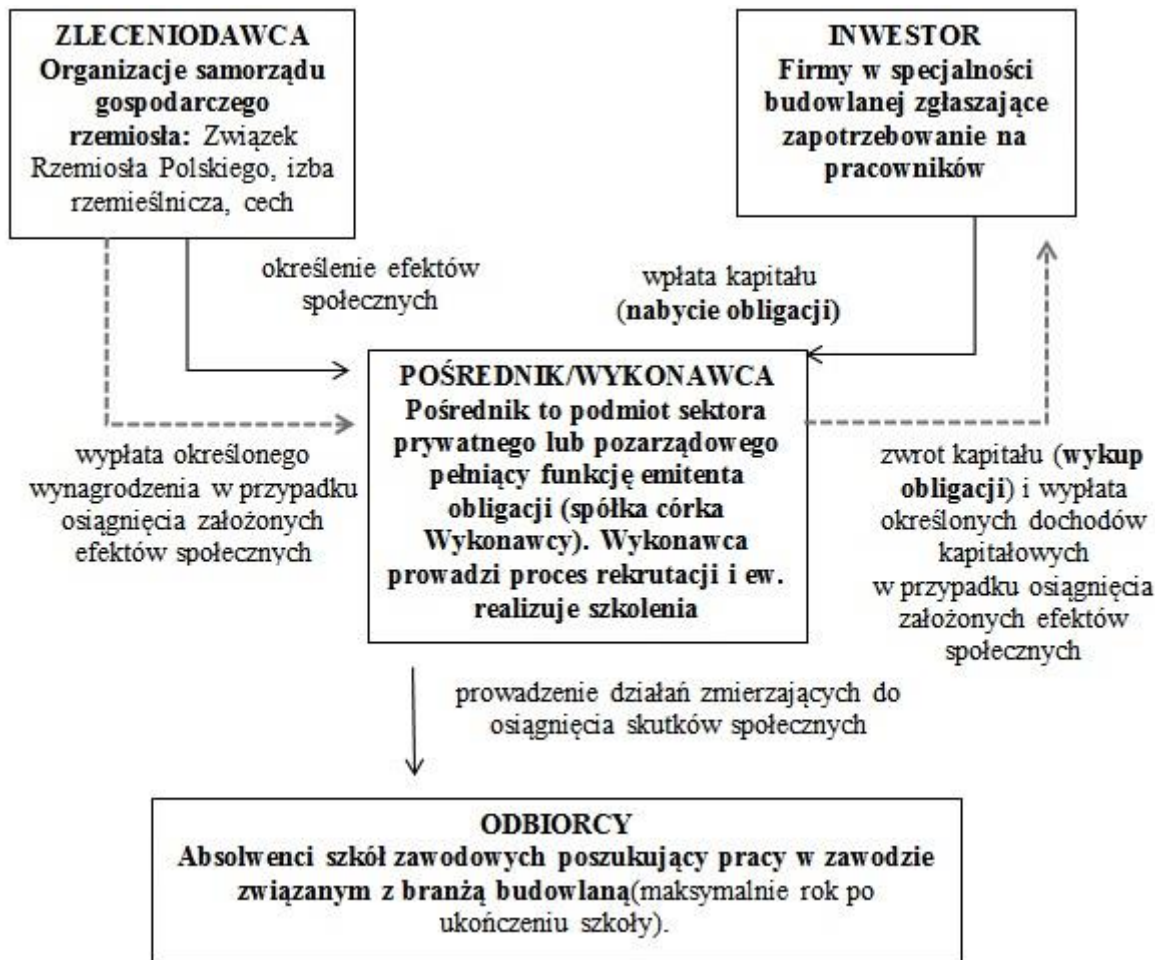 ZLECENIODAWCA
Organizacje samorządu
gospodarczego
rzemiosła: Związek
Rzemiosła Polskiego, izba
rzemieślnicza, cech
INWESTOR
Firmy w specjalności
budowlanej zgłaszające
zapotrzebowanie na
pracowników
określenie efektów
społecznych
wpłata kapitału
(nabycie obligacji)
POŚREDNIK/WYKONAWCA
Pośrednik to podmiot sektora
prywatnego lub pozarządowego
pełniący funkcję emitenta
obligacji (spółka córka
Wykonawcy). Wykonawca
prowadzi proces rekrutacji i ew.
realizuje szkolenia
wypłata określonego
wynagrodzenia w przypadku
osiągnięcia założonych
efektów społecznych
zwrot kapitału (wykup
obligacji) i wypłata
określonych dochodów
kapitałowych
w przypadku osiągnięcia
założonych efektów
społecznych
prowadzenie działań zmierzających do
osiągnięcia skutków społecznych
ODBIORCY
Absolwenci szkół zawodowych poszukujący pracy w zawodzie
związanym z branżą budowlaną(maksymalnie rok po
ukończeniu szkoły).